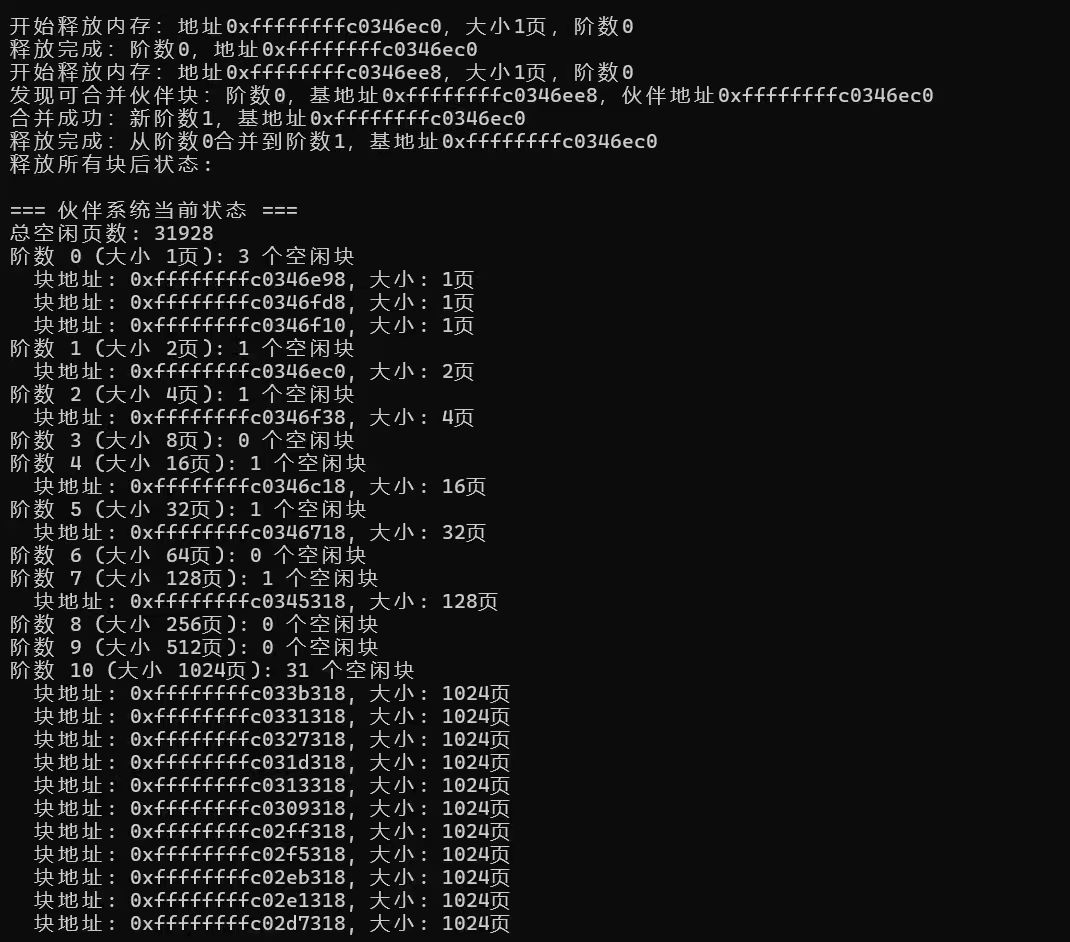 开始释放内存: 地址0xffffffffc0346ec0, 大小1页, 阶数0
释放完成: 阶数0, 地址0xffffffffc0346ec0
开始释放内存: 地址0xffffffffc0346ee8, 大小1页, 阶数0
发现可合并伙伴块: 阶数0, 基地址0xffffffffc0346ee8, 伙伴地址0xffffffffc0346ec0
合并成功: 新阶数1, 基地址0xffffffffc0346ec0
释放完成: 从阶数0合并到阶数1, 基地址0xffffffffc0346ec0
释放所有块后状态:
=== 伙伴系统当前状态 ===
总空闲页数: 31928
阶数 0 (大小 1页): 3 个空闲块
块地址: 0xffffffffc0346e98, 大小: 1页
块地址: 0xffffffffc0346fd8, 大小: 1页
块地址: 0xffffffffc0346f10, 大小: 1页
阶数 1 (大小 2页): 1 个空闲块
块地址: 0xffffffffc0346ec0, 大小: 2页
阶数 2 (大小 4页): 1 个空闲块
块地址: 0xffffffffc0346f38, 大小: 4页
阶数 3 (大小 8页): 0 个空闲块
阶数 4 (大小 16页): 1 个空闲块
块地址: 0xffffffffc0346c18, 大小: 16页
阶数 5 (大小 32页): 1 个空闲块
块地址: 0xffffffffc0346718, 大小: 32页
阶数 6 (大小 64页): 0 个空闲块
阶数 7 (大小 128页): 1 个空闲块
块地址: 0xffffffffc0345318, 大小: 128页
阶数 8 (大小 256页): 0 个空闲块
阶数 9 (大小 512页): 0 个空闲块
阶数 10 (大小 1024页): 31 个空闲块
块地址: 0xffffffffc033b318, 大小: 1024页
块地址: 0xffffffffc0331318, 大小: 1024页
块地址: 0xffffffffc0327318, 大小: 1024页
块地址: 0xffffffffc031d318, 大小: 1024页
块地址: 0xffffffffc0313318, 大小: 1024页
块地址: 0xffffffffc0309318, 大小: 1024页
块地址: 0xffffffffc02ff318, 大小: 1024页
块地址: 0xffffffffc02f5318, 大小: 1024页
块地址: 0xffffffffc02eb318, 大小: 1024页
块地址: 0xffffffffc02e1318, 大小: 1024页
块地址: 0xffffffffc02d7318, 大小: 1024页